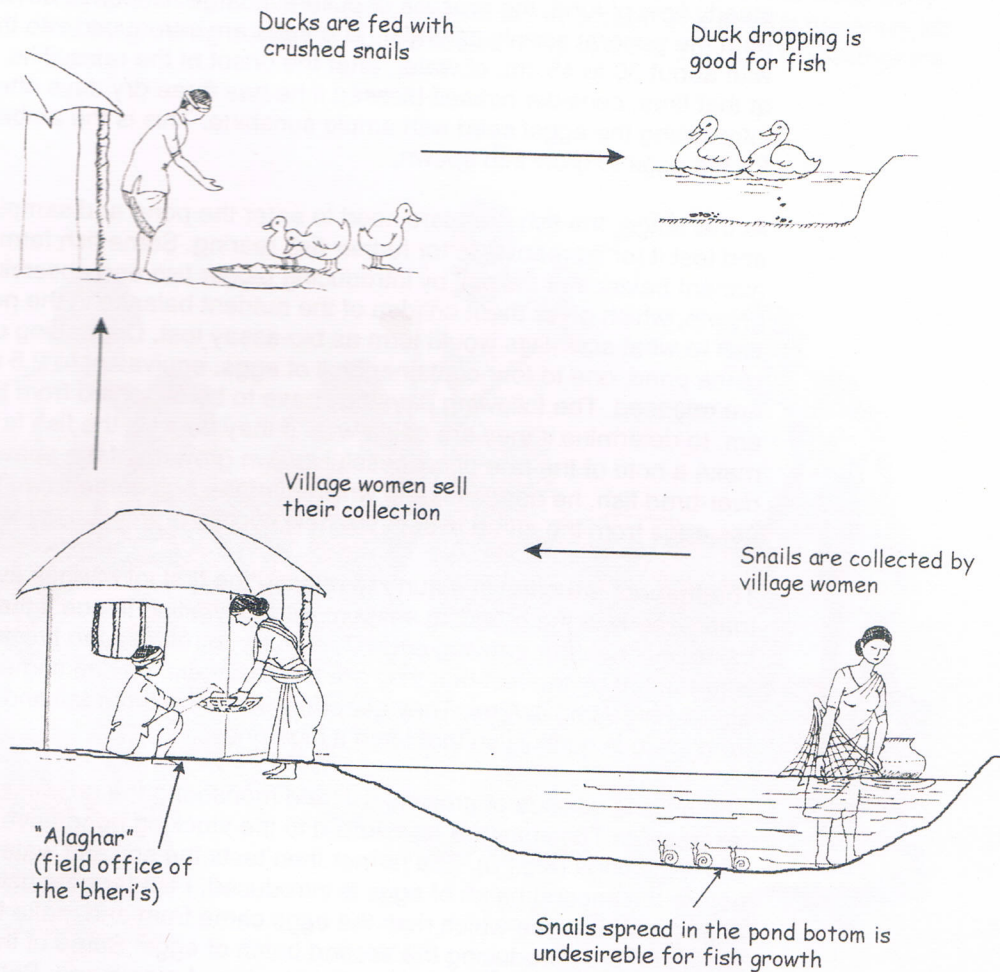 Ducks are fed with
crushed snails
Duck dropping is
good for fish
Village women sell
their collection
Snails are collected by
village women
"Alaghar"
(field office of
the 'bheri's)
Snails spread in the pond botom is
undesireble for fish growth